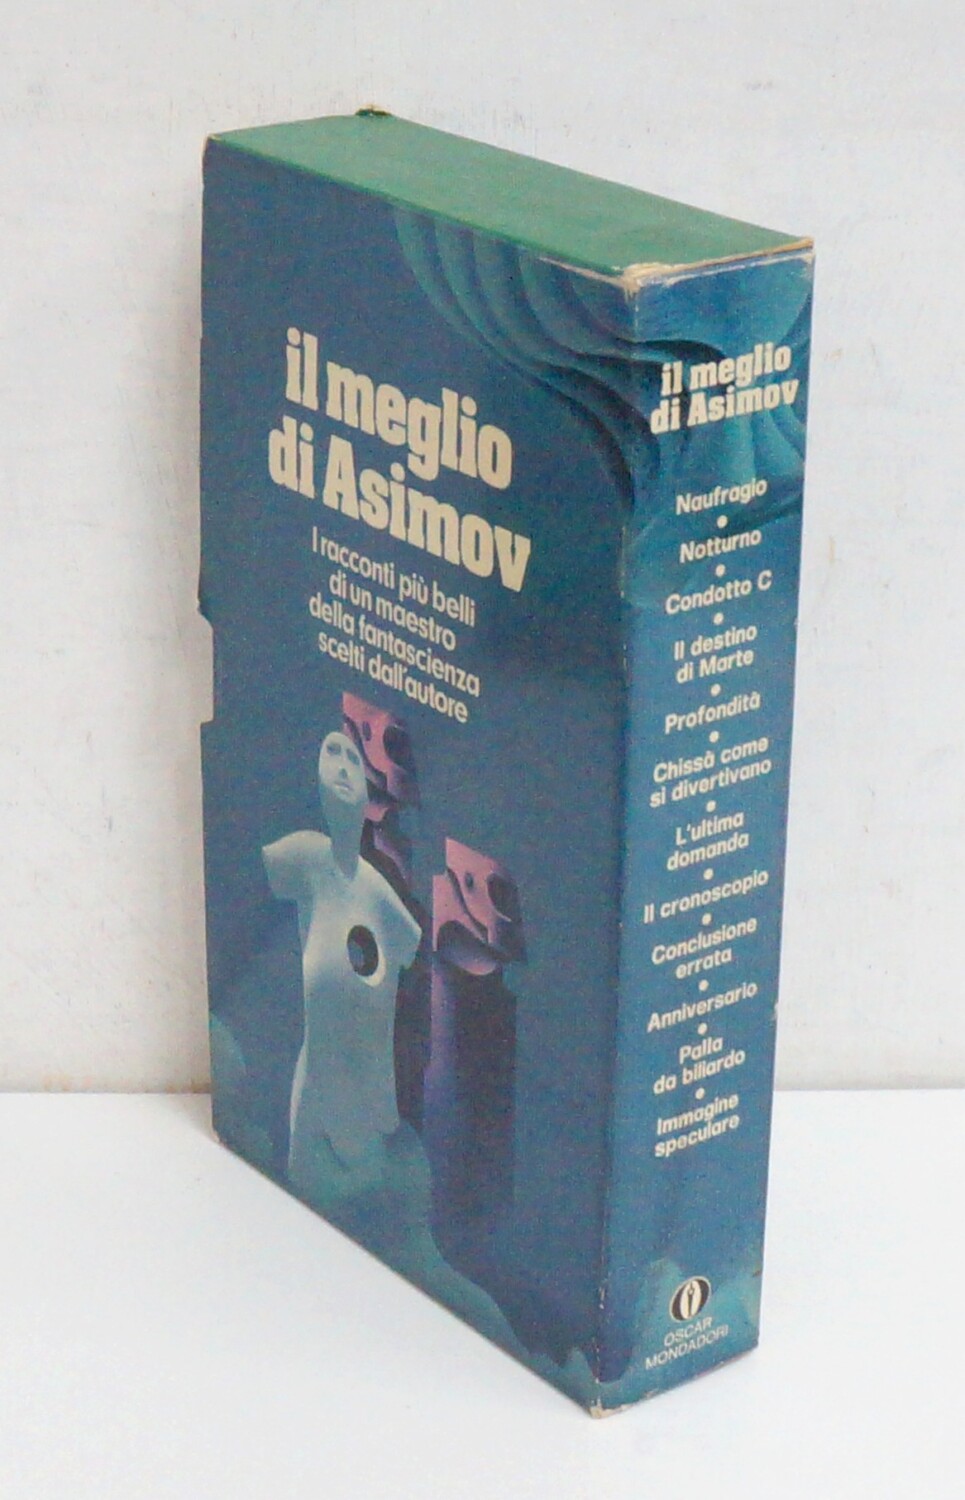 il meglio
di Asimov
I racconti più belli
di un maestro
della fantascienza
scelti dall'autore
il meglio
di Asimov
Naufragio
•
Notturno
•
Condotto C
•
Il destino
di Marte
•
Profondità
•
Chissà come
si divertivano
•
L'ultima
domanda
•
Il cronoscopio
•
Conclusione
errata
•
Anniversario
•
Palla
da biliardo
•
Immagine
speculare
OSCAR
MONDADORI